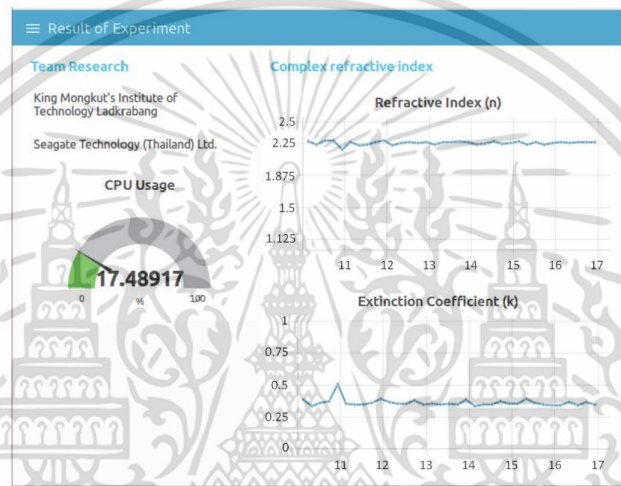 Result of Experiment
Team Research
King Mongkut's Institute of
Technology Ladkrabang
Seagate Technology (Thailand) Ltd.
CPU Usage
17.48917
0
%
100
Complex refractive index
Refractive Index (n)
2.5
2.25
1.875
1.5
1.125
11 12 13 14 15 16 17
Extinction Coefficient (k)
1
0.75
0.5
0.25
0
11 12 13 14 15 16 17